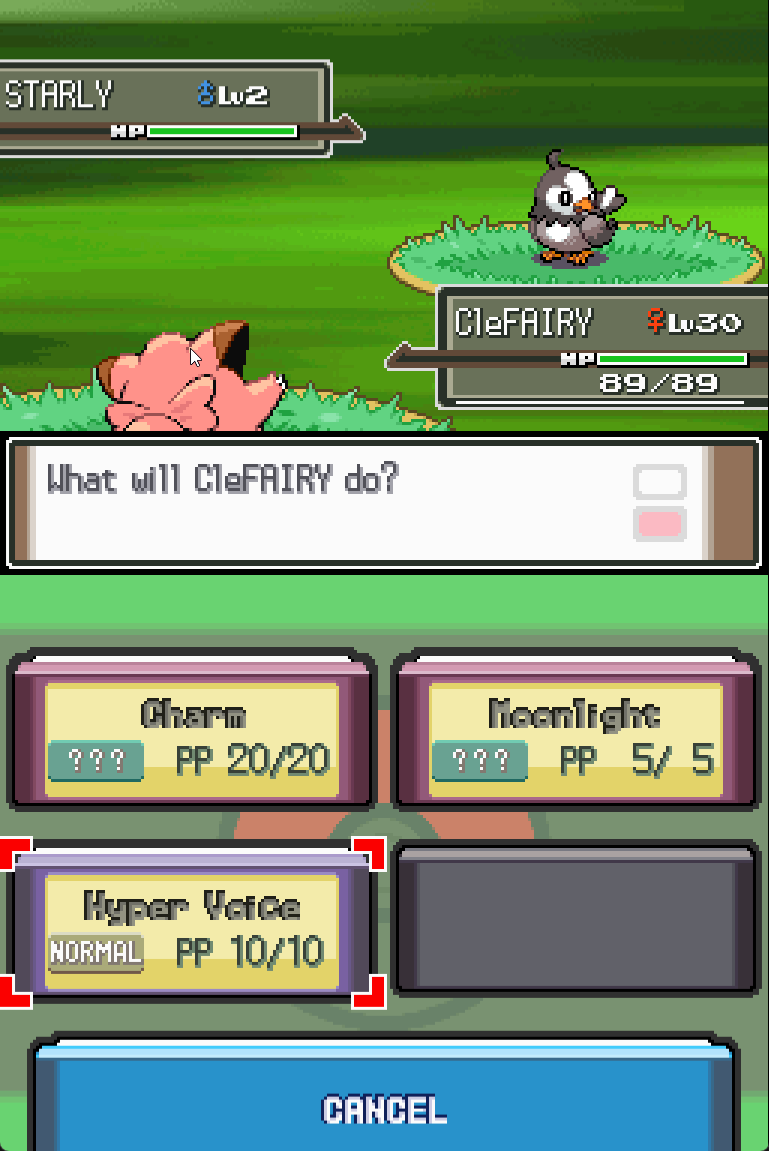 STARLY ♂Lv2
HP
CleFAIRY ♀Lv30
HP
89/89
What will CleFAIRY do?
Charm
??? PP 20/20
Moonlight
??? PP 5/ 5
Hyper Voice
NORMAL PP 10/10
CANCEL